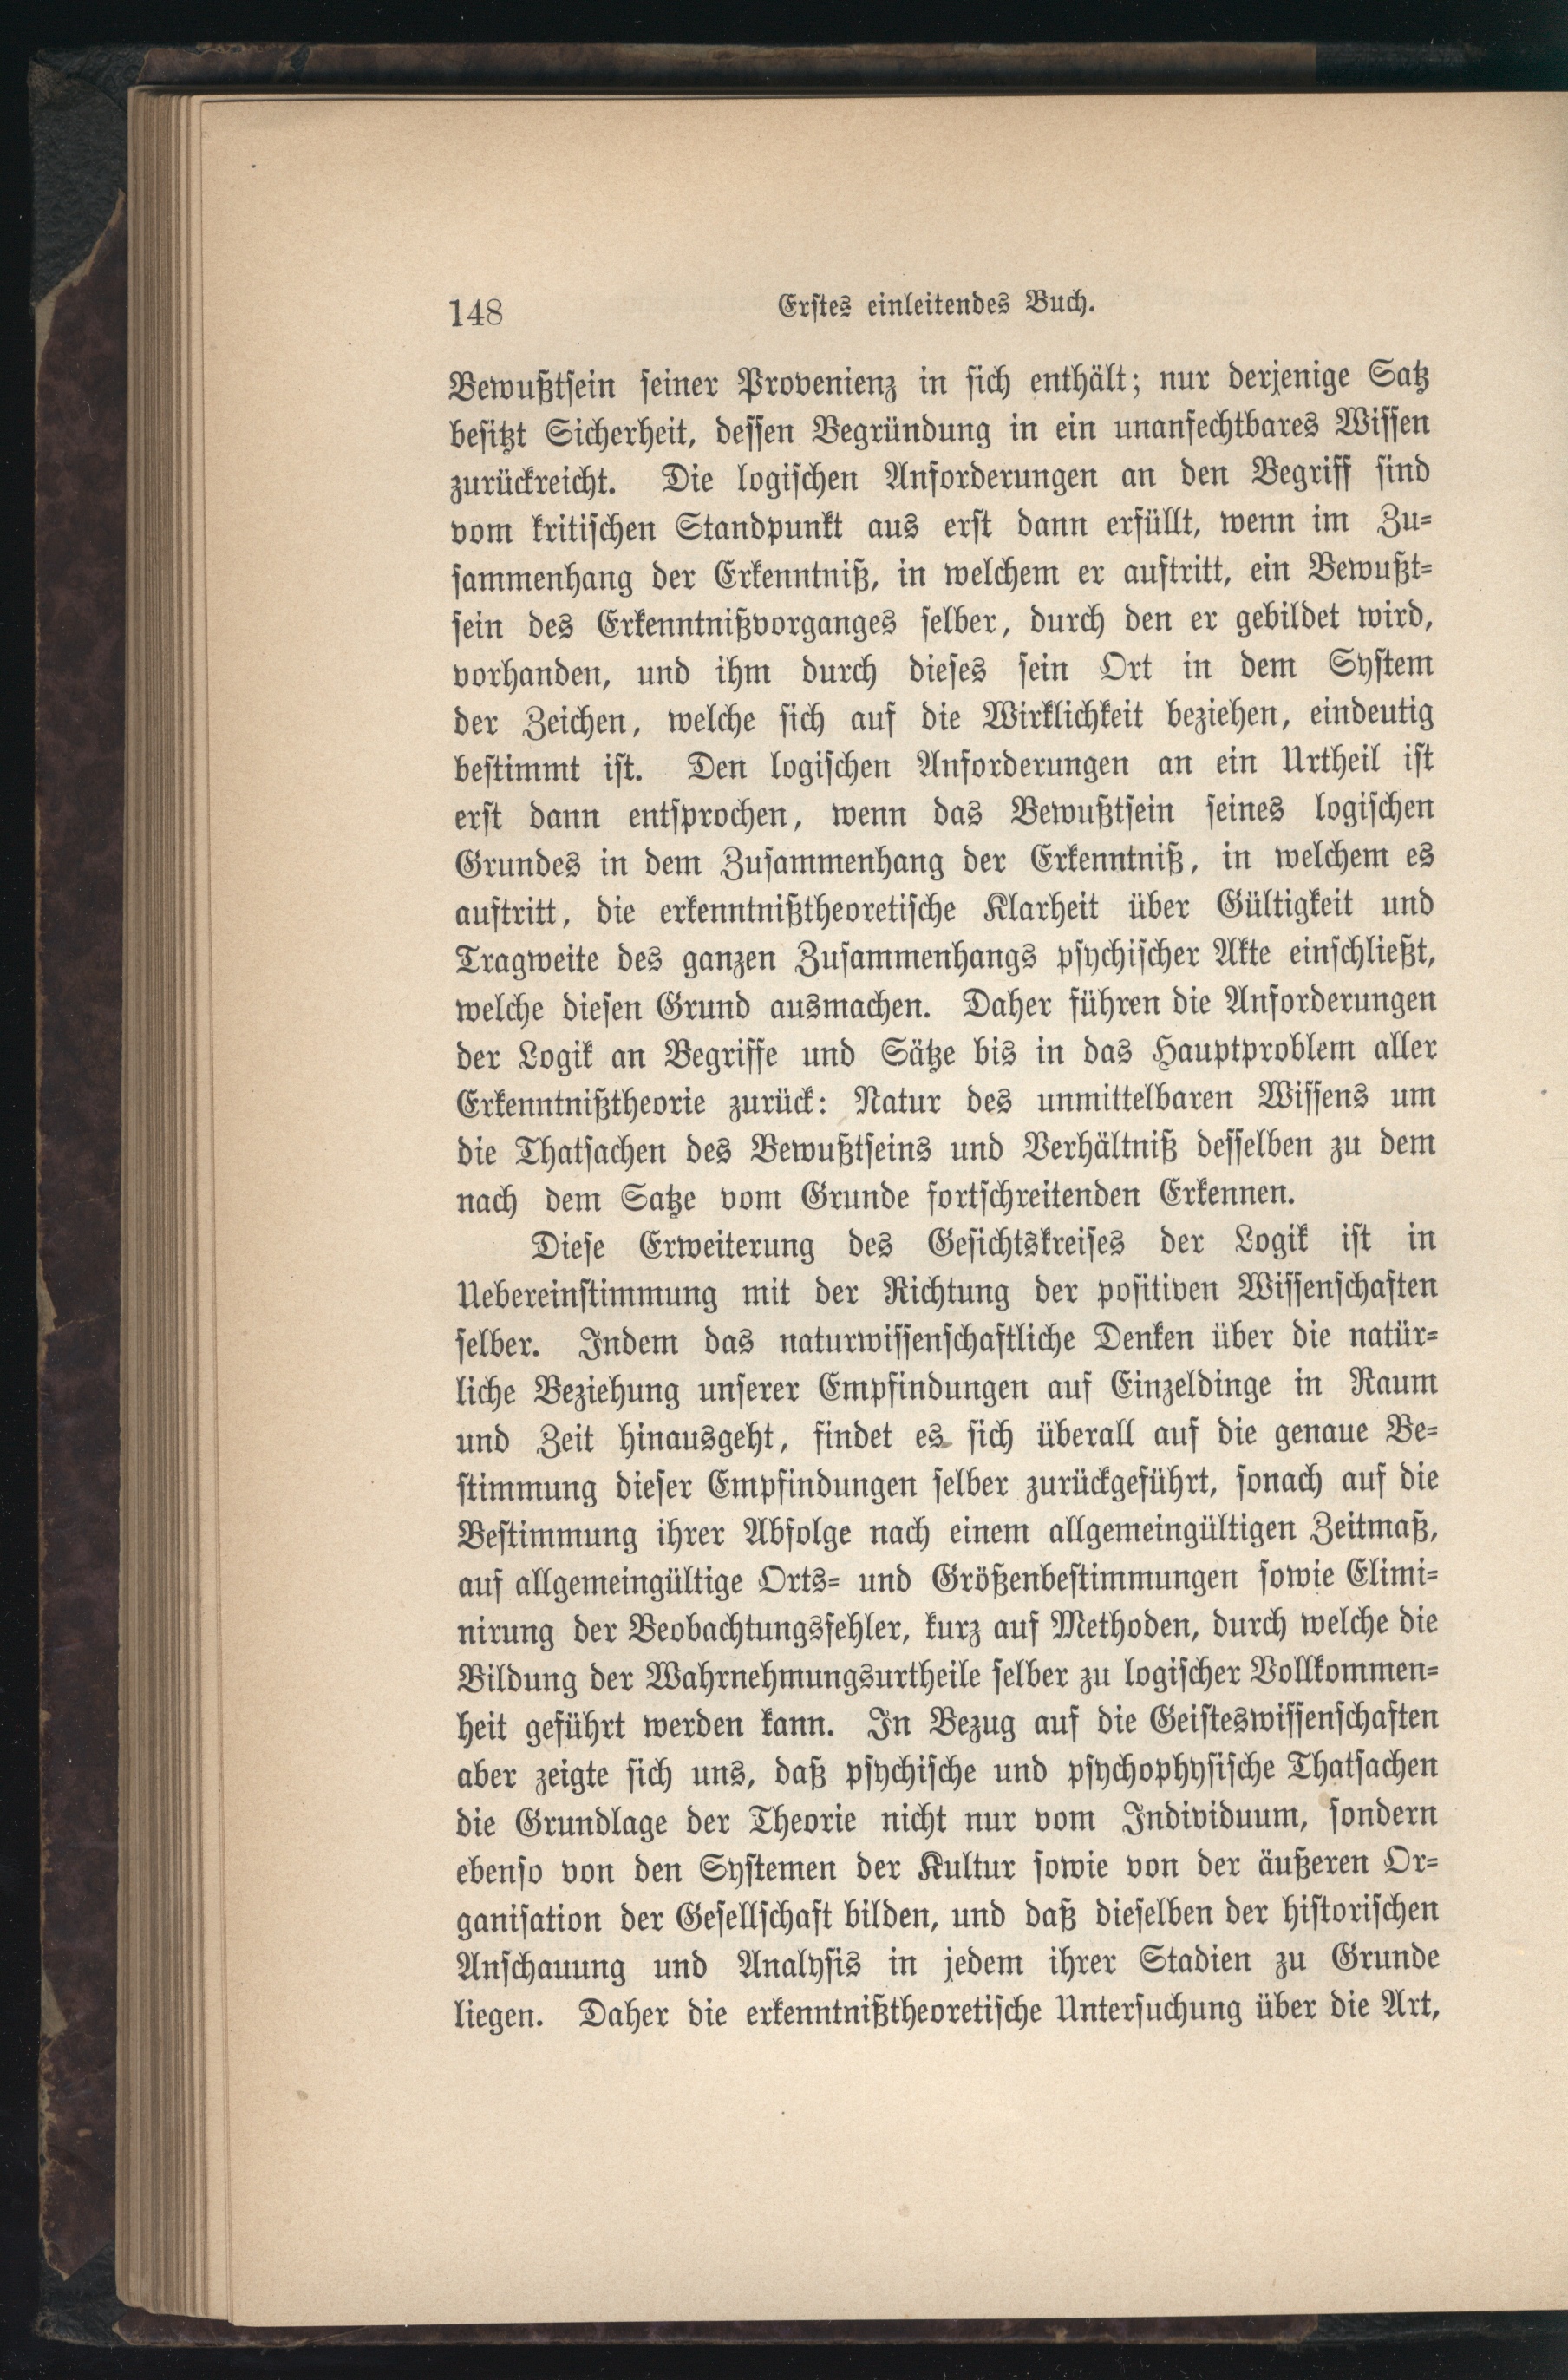 148
Erstes einleitendes Buch.
Bewußtsein seiner Provenienz in sich enthält; nur derjenige Satz
besitzt Sicherheit, dessen Begründung in ein unanfechtbares Wissen
zurückreicht. Die logischen Anforderungen an den Begriff sind
vom kritischen Standpunkt aus erst dann erfüllt, wenn im Zu-
sammenhang der Erkenntniß, in welchem er auftritt, ein Bewußt-
sein des Erkenntnißvorganges selber, durch den er gebildet wird,
vorhanden, und ihm durch dieses sein Ort in dem System
der Zeichen, welche sich auf die Wirklichkeit beziehen, eindeutig
bestimmt ist. Den logischen Anforderungen an ein Urtheil ist
erst dann entsprochen, wenn das Bewußtsein seines logischen
Grundes in dem Zusammenhang der Erkenntniß, in welchem es
auftritt, die erkenntnißtheoretische Klarheit über Gültigkeit und
Tragweite des ganzen Zusammenhangs psychischer Akte einschließt,
welche diesen Grund ausmachen. Daher führen die Anforderungen
der Logik an Begriffe und Sätze bis in das Hauptproblem aller
Erkenntnißtheorie zurück: Natur des unmittelbaren Wissens um
die Thatsachen des Bewußtseins und Verhältniß desselben zu dem
nach dem Satze vom Grunde fortschreitenden Erkennen.
Diese Erweiterung des Gesichtskreises der Logik ist in
Uebereinstimmung mit der Richtung der positiven Wissenschaften
selber. Indem das naturwissenschaftliche Denken über die natür-
liche Beziehung unserer Empfindungen auf Einzeldinge in Raum
und Zeit hinausgeht, findet es sich überall auf die genaue Be-
stimmung dieser Empfindungen selber zurückgeführt, sonach auf die
Bestimmung ihrer Abfolge nach einem allgemeingültigen Zeitmaß,
auf allgemeingültige Orts- und Größenbestimmungen sowie Elimi-
nirung der Beobachtungsfehler, kurz auf Methoden, durch welche die
Bildung der Wahrnehmungsurtheile selber zu logischer Vollkommen-
heit geführt werden kann. In Bezug auf die Geisteswissenschaften
aber zeigte sich uns, daß psychische und psychophysische Thatsachen
die Grundlage der Theorie nicht nur vom Individuum, sondern
ebenso von den Systemen der Kultur sowie von der äußeren Or-
ganisation der Gesellschaft bilden, und daß dieselben der historischen
Anschauung und Analysis in jedem ihrer Stadien zu Grunde
liegen. Daher die erkenntnißtheoretische Untersuchung über die Art,